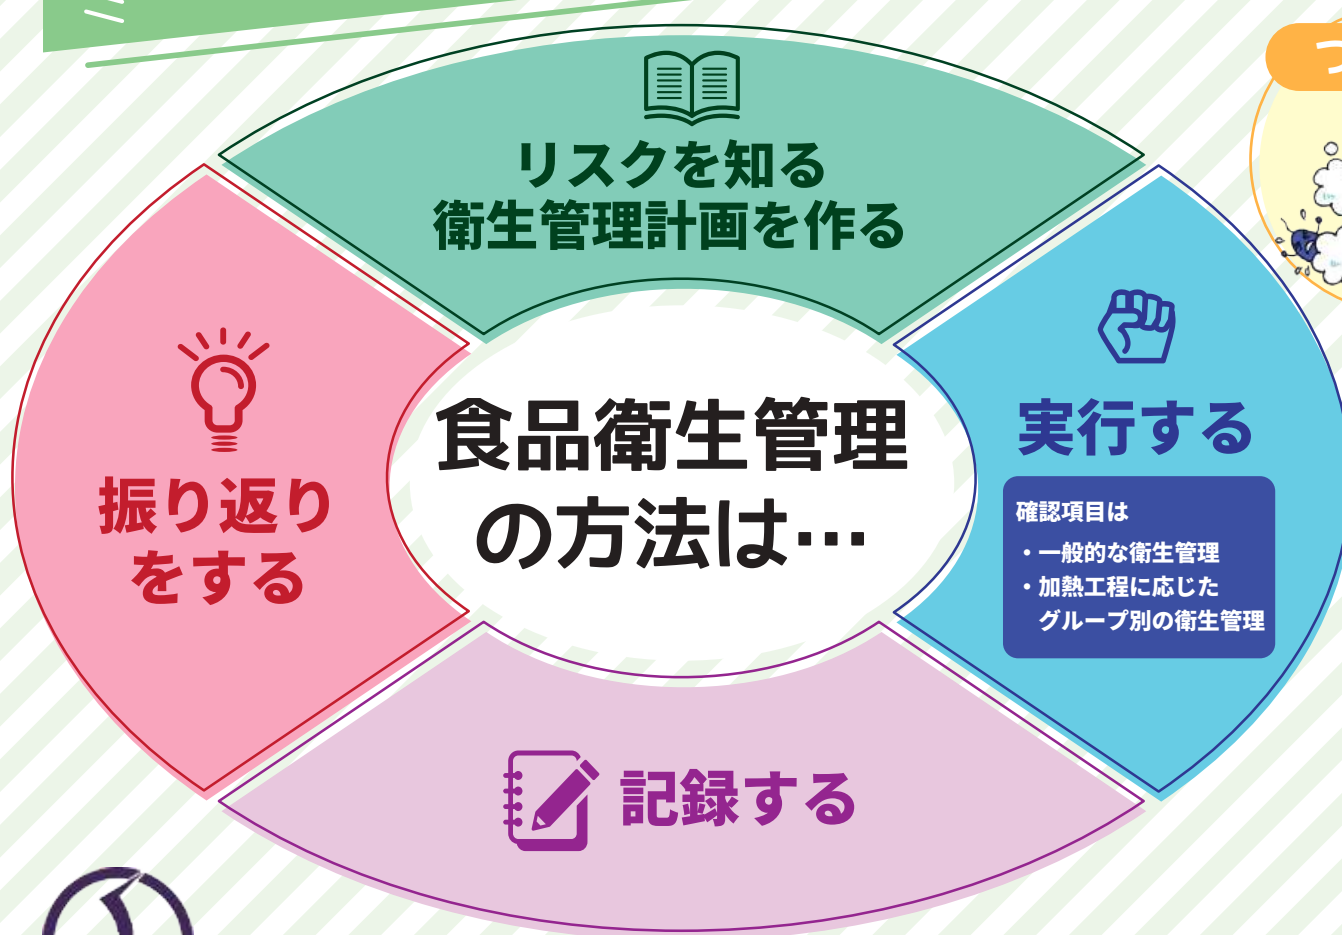 リスクを知る
衛生管理計画を作る
食品衛生管理
の方法は…
実行する
確認項目は
・一般的な衛生管理
・加熱工程に応じた
グループ別の衛生管理
記録する
振り返り
をする
つ